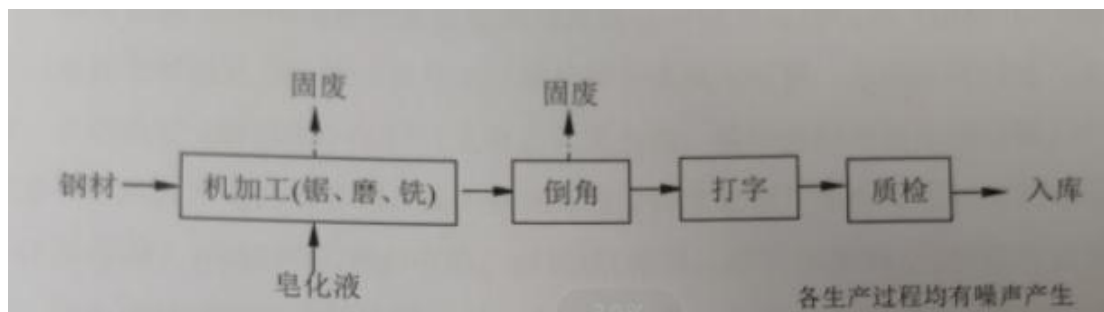 固废 固废
钢材 机加工(锯、磨、铣) 倒角 打字 质检 入库
皂化液
各生产过程均有噪声产生